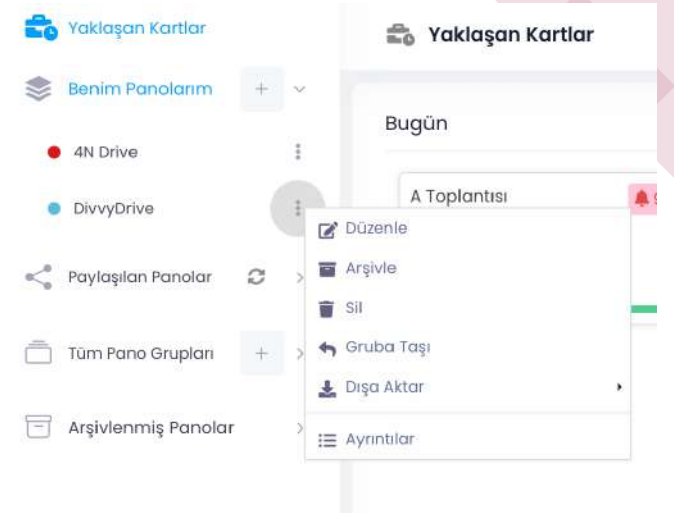 Yaklaşan Kartlar
Benim Panolarım
4N Drive
DivvyDrive
Paylaşılan Panolar
Tüm Pano Grupları
Arşivlenmiş Panolar
Yaklaşan Kartlar
Bugün
A Toplantısı
Düzenle
Arşivle
Sil
Gruba Taşı
Dışa Aktar
Ayrıntılar